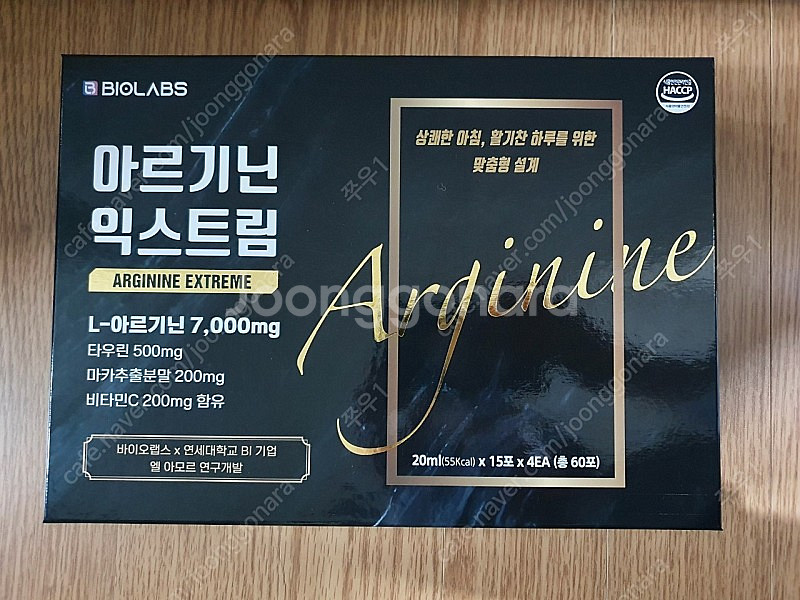 BIOLABS
아르기닌
익스트림
ARGININE EXTREME
L-아르기닌 7,000mg
타우린 500mg
마카추출분말 200mg
비타민C 200mg 함유
바이오랩스 x 연세대학교 BI 기업
엘 아모르 연구개발
HACCP
상쾌한 아침, 활기찬 하루를 위한
맞춤형 설계
Arginine
20ml(55Kcal) x 15포 x 4EA (총 60포)
joonggonara
cafe.naver.com/joonggonara
쭈우1